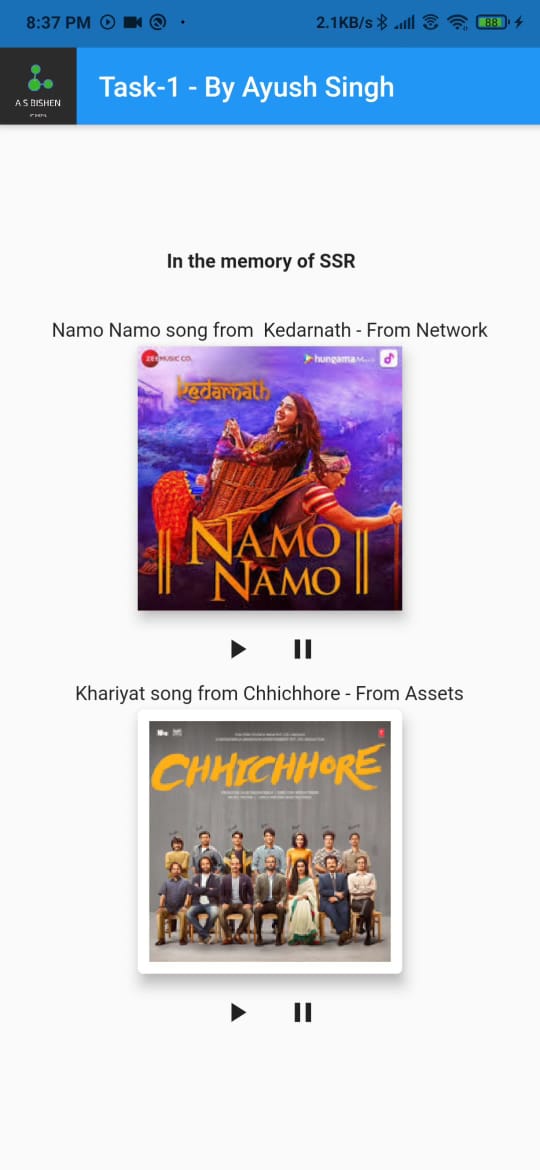 8:37 PM
2.1KB/s
88
A S BISHEN
Task-1 - By Ayush Singh
In the memory of SSR
Namo Namo song from  Kedarnath - From Network
ZEE MUSIC CO.
hungama
kedarnath
NAMO
NAMO
Khariyat song from Chhichhore - From Assets
CHHICHHORE